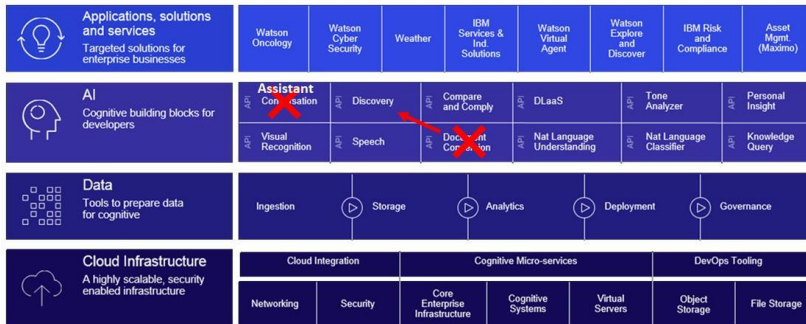 Applications, solutions
and services
Targeted solutions for
enterprise businesses
Watson
Oncology
Watson
Cyber
Security
Weather
IBM
Services &
Ind.
Solutions
Watson
Virtual
Agent
Watson
Explore
and
Discover
IBM Risk
and
Compliance
Asset
Mgmt.
(Maximo)
AI
Cognitive building blocks for
developers
Assistant
API
Conversation
API
Discovery
API
Compare
and Comply
API
DLaaS
API
Tone
Analyzer
API
Personal
Insight
API
Visual
Recognition
API
Speech
API
Document
Conversion
API
Nat Language
Understanding
API
Nat Language
Classifier
API
Knowledge
Query
Data
Tools to prepare data
for cognitive
Ingestion
Storage
Analytics
Deployment
Governance
Cloud Infrastructure
A highly scalable, security
enabled infrastructure
Cloud Integration
Cognitive Micro-services
DevOps Tooling
Networking
Security
Core
Enterprise
Infrastructure
Cognitive
Systems
Virtual
Servers
Object
Storage
File Storage